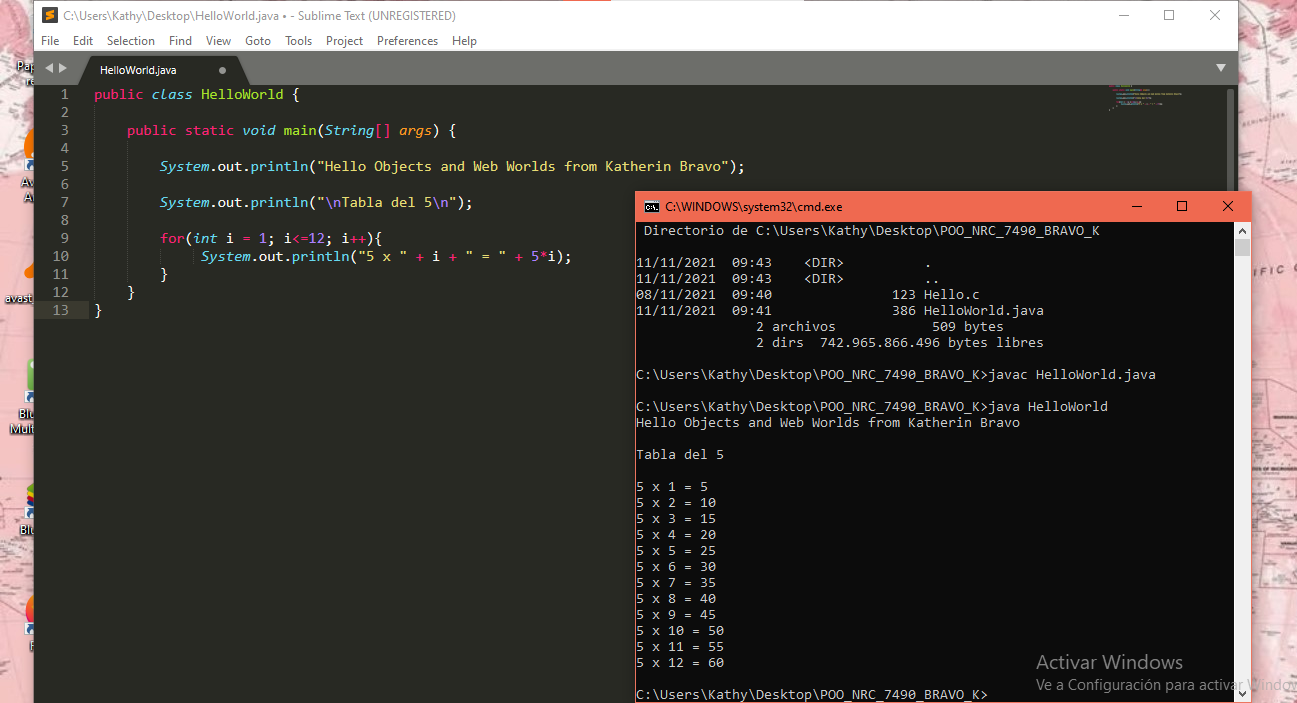 C:\Users\Kathy\Desktop\HelloWorld.java • - Sublime Text (UNREGISTERED)
File Edit Selection Find View Goto Tools Project Preferences Help
HelloWorld.java
1 public class HelloWorld {
2
3 public static void main(String[] args) {
4
5 System.out.println("Hello Objects and Web Worlds from Katherin Bravo");
6
7 System.out.println("\nTabla del 5\n");
8
9 for(int i = 1; i<=12; i++){
10 System.out.println("5 x " + i + " = " + 5*i);
11 }
12 }
13 }
C:\WINDOWS\system32\cmd.exe
Directorio de C:\Users\Kathy\Desktop\POO_NRC_7490_BRAVO_K
11/11/2021 09:43 <DIR> .
11/11/2021 09:43 <DIR> ..
08/11/2021 09:40 123 Hello.c
11/11/2021 09:41 386 HelloWorld.java
2 archivos 509 bytes
2 dirs 742.965.866.496 bytes libres
C:\Users\Kathy\Desktop\POO_NRC_7490_BRAVO_K>javac HelloWorld.java
C:\Users\Kathy\Desktop\POO_NRC_7490_BRAVO_K>java HelloWorld
Hello Objects and Web Worlds from Katherin Bravo
Tabla del 5
5 x 1 = 5
5 x 2 = 10
5 x 3 = 15
5 x 4 = 20
5 x 5 = 25
5 x 6 = 30
5 x 7 = 35
5 x 8 = 40
5 x 9 = 45
5 x 10 = 50
5 x 11 = 55
5 x 12 = 60
C:\Users\Kathy\Desktop\POO_NRC_7490_BRAVO_K>
Activar Windows
Ve a Configuración para activar Window
avast